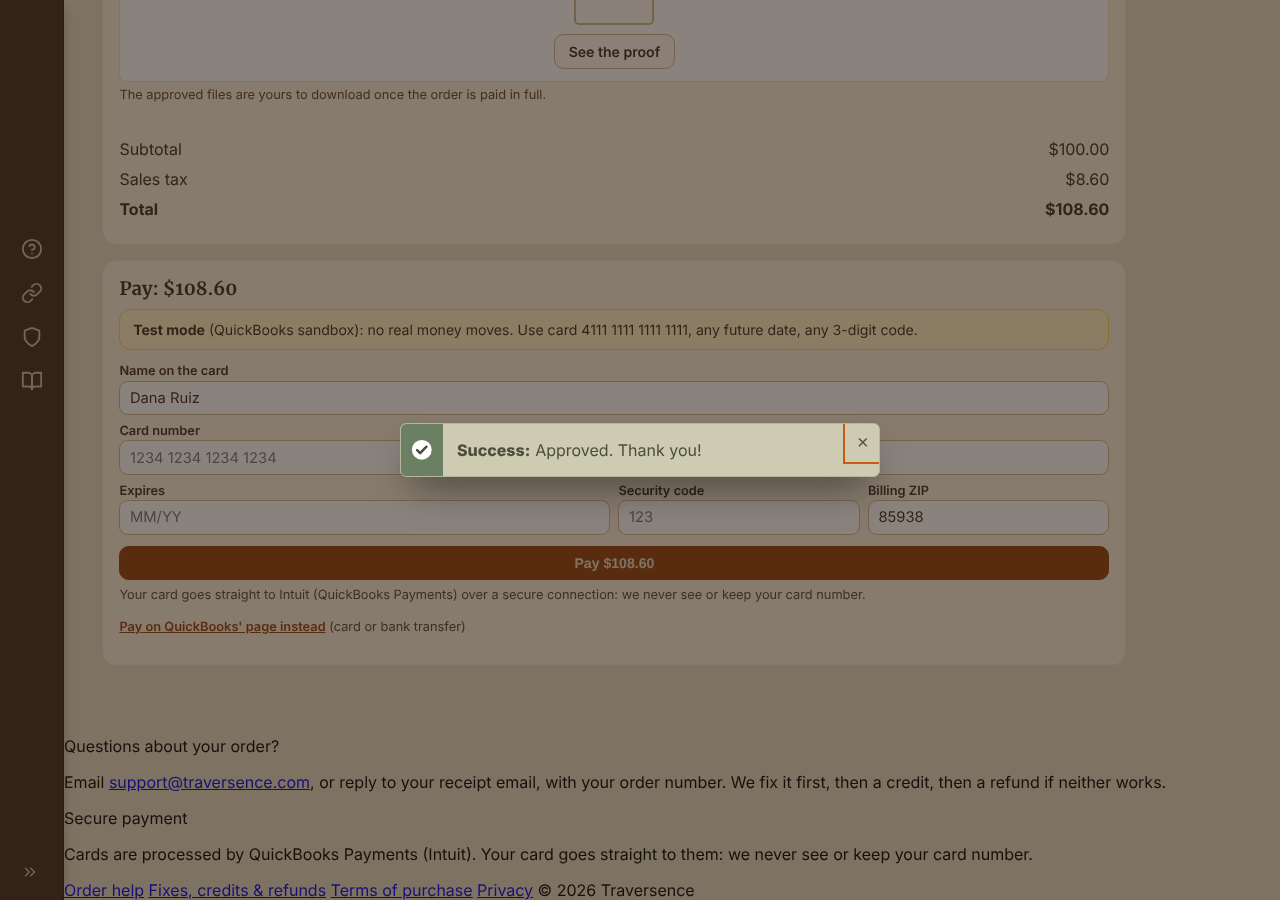 See the proof
The approved files are yours to download once the order is paid in full.
Subtotal $100.00
Sales tax $8.60
Total $108.60
Pay: $108.60
Test mode (QuickBooks sandbox): no real money moves. Use card 4111 1111 1111 1111, any future date, any 3-digit code.
Name on the card
Dana Ruiz
Card number
1234 1234 1234 1234
Success: Approved. Thank you!
×
Expires Security code Billing ZIP
MM/YY 123 85938
Pay $108.60
Your card goes straight to Intuit (QuickBooks Payments) over a secure connection: we never see or keep your card number.
Pay on QuickBooks' page instead (card or bank transfer)
Questions about your order?
Email support@traversence.com, or reply to your receipt email, with your order number. We fix it first, then a credit, then a refund if neither works.
Secure payment
Cards are processed by QuickBooks Payments (Intuit). Your card goes straight to them: we never see or keep your card number.
Order help Fixes, credits & refunds Terms of purchase Privacy © 2026 Traversence